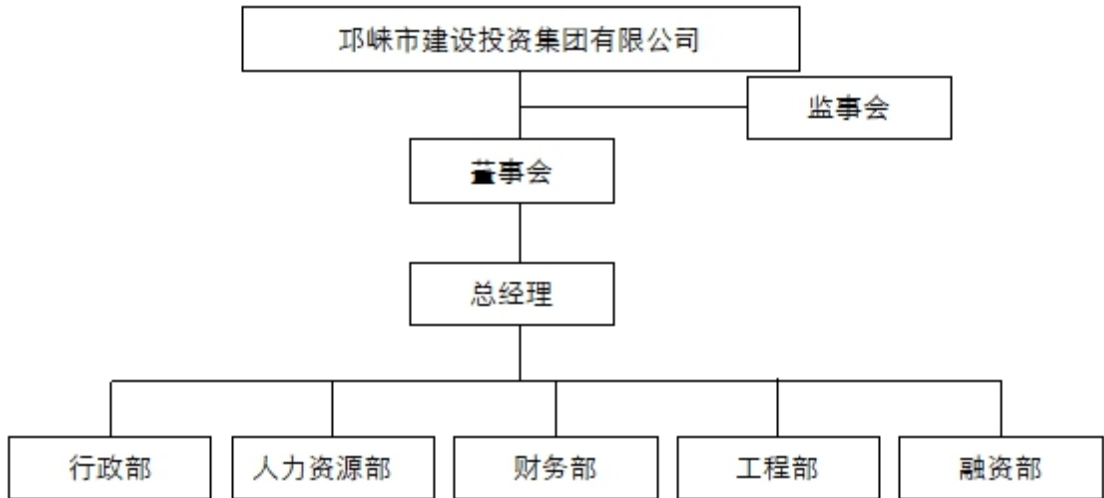 邛崃市建设投资集团有限公司
监事会
董事会
总经理
行政部
人力资源部
财务部
工程部
融资部